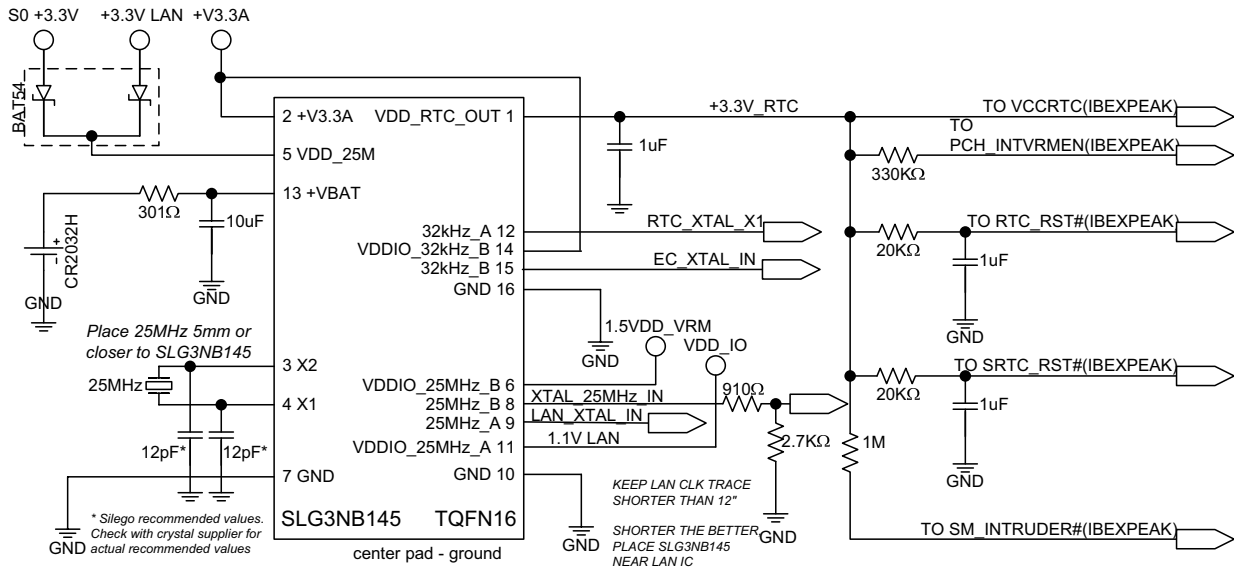 S0 +3.3V
+3.3V LAN
+V3.3A
BAT54
2 +V3.3A
VDD_RTC_OUT 1
5 VDD_25M
13 +VBAT
301Ω
10uF
CR2032H
+
-
GND
GND
Place 25MHz 5mm or
closer to SLG3NB145
25MHz
3 X2
4 X1
12pF*
12pF*
7 GND
GND
* Silego recommended values.
Check with crystal supplier for
actual recommended values
32kHz_A 12
VDDIO_32kHz_B 14
32kHz_B 15
GND 16
VDDIO_25MHz_B 6
25MHz_B 8
25MHz_A 9
VDDIO_25MHz_A 11
GND 10
SLG3NB145
TQFN16
center pad - ground
+3.3V_RTC
1uF
RTC_XTAL_X1
EC_XTAL_IN
GND
1.5VDD_VRM
VDD_IO
XTAL_25MHz_IN
910Ω
LAN_XTAL_IN
1.1V LAN
2.7KΩ
GND
GND
KEEP LAN CLK TRACE
SHORTER THAN 12"
SHORTER THE BETTER
PLACE SLG3NB145
NEAR LAN IC
TO VCCRTC(IBEXPEAK)
TO
PCH_INTVRMEN(IBEXPEAK)
330KΩ
TO RTC_RST#(IBEXPEAK)
20KΩ
1uF
GND
TO SRTC_RST#(IBEXPEAK)
20KΩ
1uF
GND
1M
TO SM_INTRUDER#(IBEXPEAK)